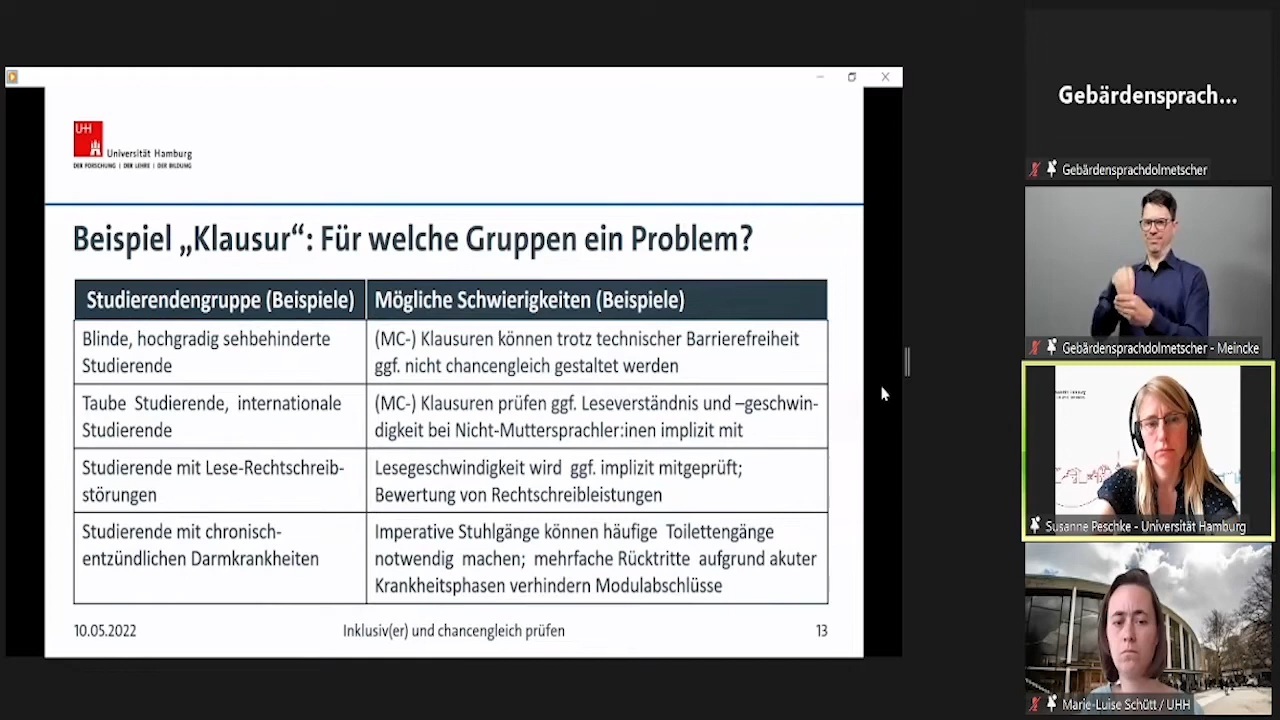 UHH
Universität Hamburg
DER FORSCHUNG | DER LEHRE | DER BILDUNG
Beispiel „Klausur“: Für welche Gruppen ein Problem?
Studierendengruppe (Beispiele)
Mögliche Schwierigkeiten (Beispiele)
Blinde, hochgradig sehbehinderte
Studierende
(MC-) Klausuren können trotz technischer Barrierefreiheit
ggf. nicht chancengleich gestaltet werden
Taube Studierende, internationale
Studierende
(MC-) Klausuren prüfen ggf. Leseverständnis und –geschwin-
digkeit bei Nicht-Muttersprachler:inen implizit mit
Studierende mit Lese-Rechtschreib-
störungen
Lesegeschwindigkeit wird ggf. implizit mitgeprüft;
Bewertung von Rechtschreibleistungen
Studierende mit chronisch-
entzündlichen Darmkrankheiten
Imperative Stuhlgänge können häufige Toilettengänge
notwendig machen; mehrfache Rücktritte aufgrund akuter
Krankheitsphasen verhindern Modulabschlüsse
10.05.2022
Inklusiv(er) und chancengleich prüfen
13
Gebärdensprach...
Gebärdensprachdolmetscher
Gebärdensprachdolmetscher - Meincke
Susanne Peschke - Universität Hamburg
Marie-Luise Schütt / UHH